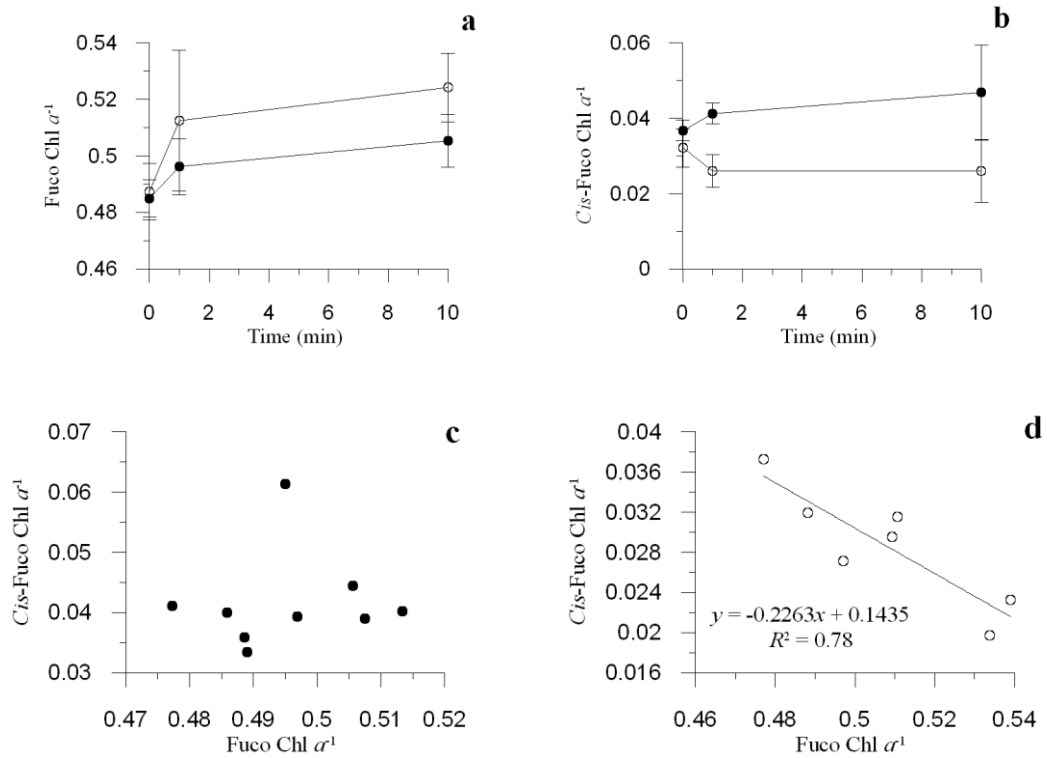 a
0.54
0.52
0.5
0.48
0.46
Fuco Chl a⁻¹
0 2 4 6 8 10
Time (min)
b
0.06
0.04
0.02
0
Cis-Fuco Chl a⁻¹
0 2 4 6 8 10
Time (min)
c
0.07
0.06
0.05
0.04
0.03
Cis-Fuco Chl a⁻¹
0.47 0.48 0.49 0.5 0.51 0.52
Fuco Chl a⁻¹
d
0.04
0.036
0.032
0.028
0.024
0.02
0.016
Cis-Fuco Chl a⁻¹
y = -0.2263x + 0.1435
R² = 0.78
0.46 0.48 0.5 0.52 0.54
Fuco Chl a⁻¹